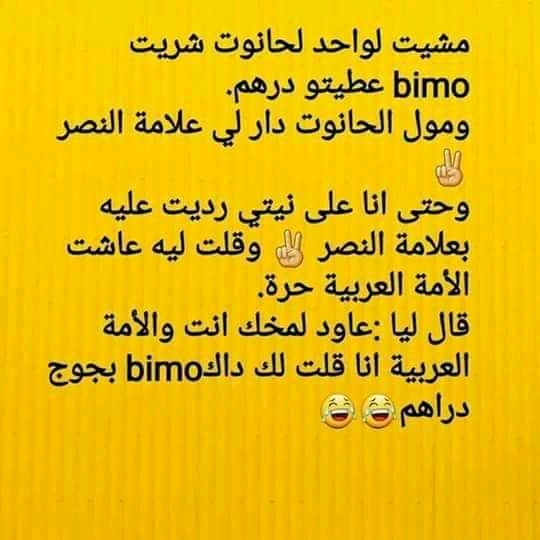 مشيت لواحد لحانوت شريت
bimo عطيتو درهم.
ومول الحانوت دار لي علامة النصر
✌🏼
وحتى انا على نيتي رديت عليه
بعلامة النصر ✌🏼 وقلت ليه عاشت
الأمة العربية حرة.
قال ليا :عاود لمخك انت والأمة
العربية انا قلت لك داكbimo بجوج
دراهم😂😂